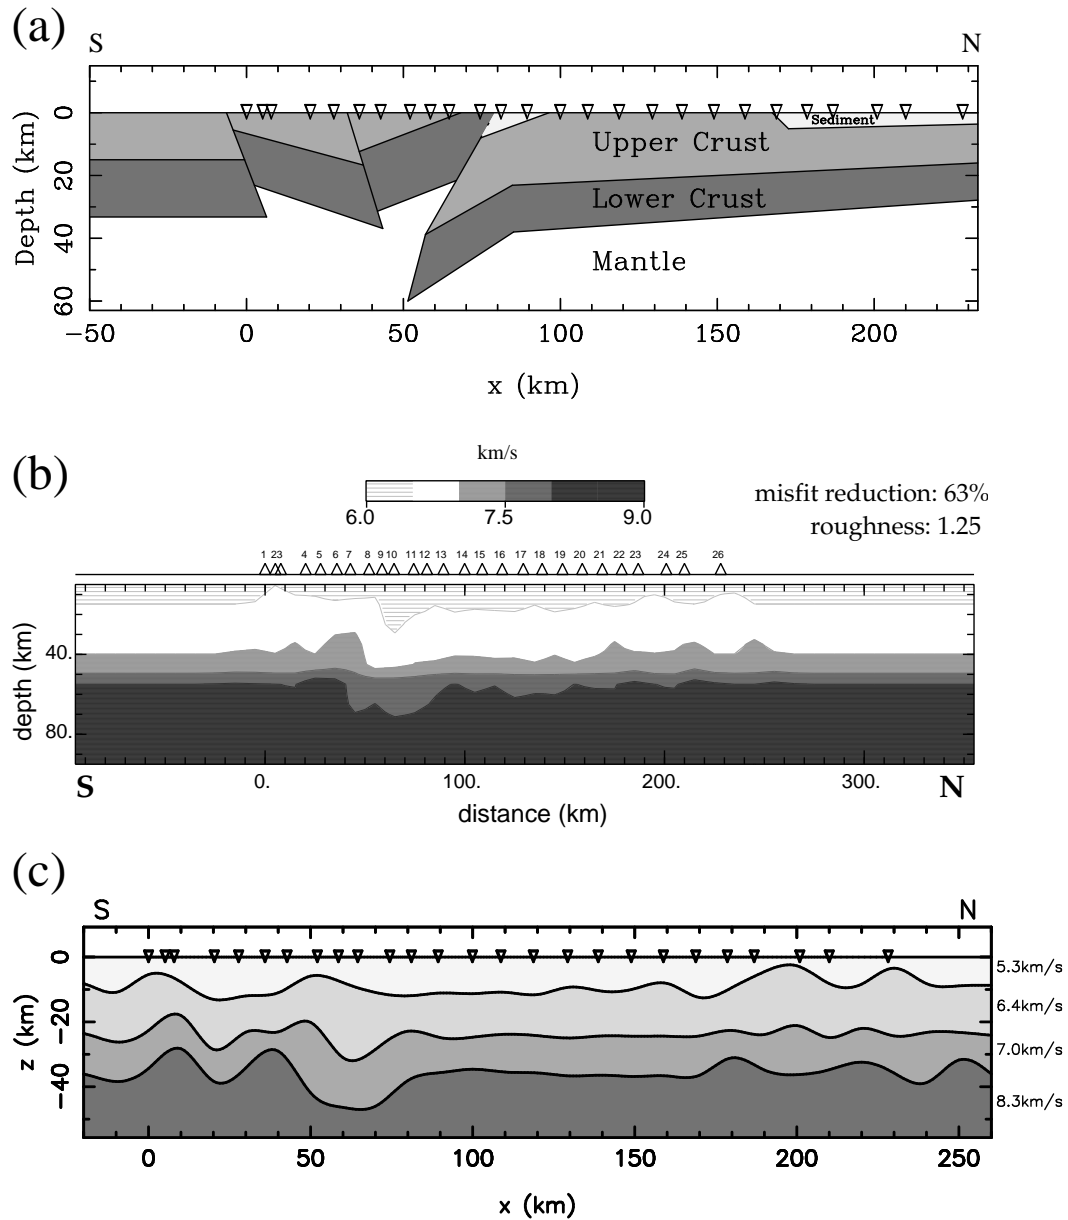 (a)
S
N
Depth (km)
0
20
40
60
Sediment
Upper Crust
Lower Crust
Mantle
−50
0
50
100
150
200
x (km)
(b)
km/s
6.0
7.5
9.0
misfit reduction: 63%
roughness: 1.25
1 23 4 5 6 7 8 9 10 11 12 13 14 15 16 17 18 19 20 21 22 23 24 25 26
depth (km)
40.
80.
S
0.
100.
200.
300.
N
distance (km)
(c)
S
N
z (km)
0
−20
−40
5.3km/s
6.4km/s
7.0km/s
8.3km/s
0
50
100
150
200
250
x (km)